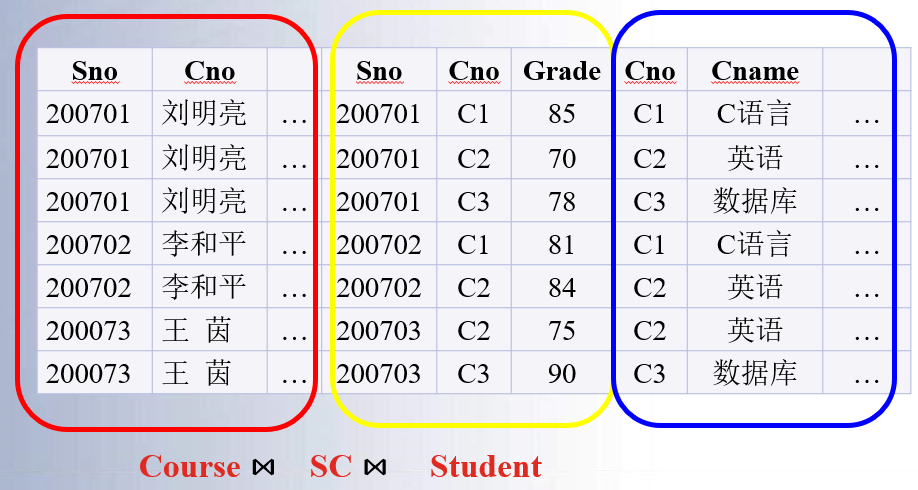 Sno Cno Sno Cno Grade Cno Cname
200701 刘明亮 … 200701 C1 85 C1 C语言 …
200701 刘明亮 … 200701 C2 70 C2 英语 …
200701 刘明亮 … 200701 C3 78 C3 数据库 …
200702 李和平 … 200702 C1 81 C1 C语言 …
200702 李和平 … 200702 C2 84 C2 英语 …
200073 王 茵 … 200703 C2 75 C2 英语 …
200073 王 茵 … 200703 C3 90 C3 数据库 …
Course ⋈ SC ⋈ Student